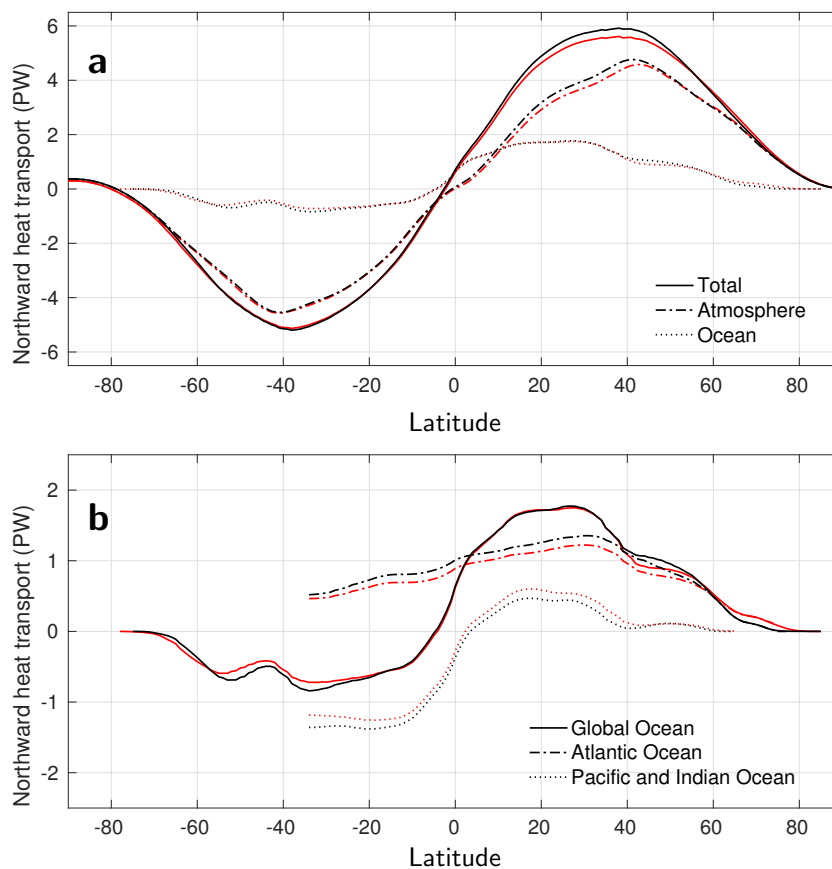 a
Northward heat transport (PW)
6
4
2
0
-2
-4
-6
Total
Atmosphere
Ocean
-80 -60 -40 -20 0 20 40 60 80
Latitude
b
Northward heat transport (PW)
2
1
0
-1
-2
Global Ocean
Atlantic Ocean
Pacific and Indian Ocean
-80 -60 -40 -20 0 20 40 60 80
Latitude